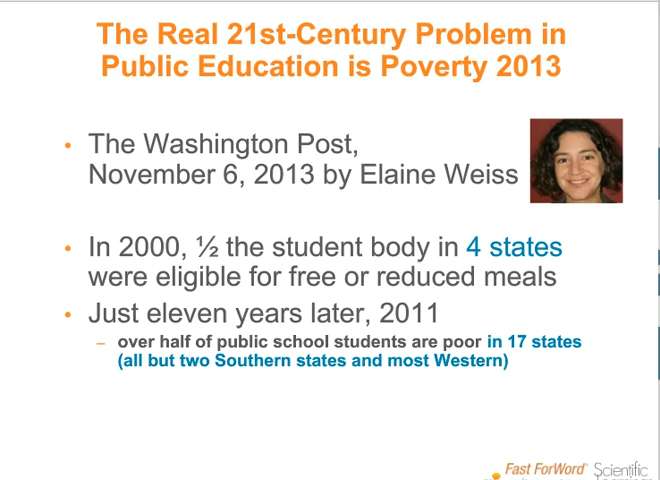 The Real 21st-Century Problem in
Public Education is Poverty 2013
• The Washington Post,
November 6, 2013 by Elaine Weiss
• In 2000, ½ the student body in 4 states
were eligible for free or reduced meals
• Just eleven years later, 2011
– over half of public school students are poor in 17 states
(all but two Southern states and most Western)
Fast ForWord Scientific